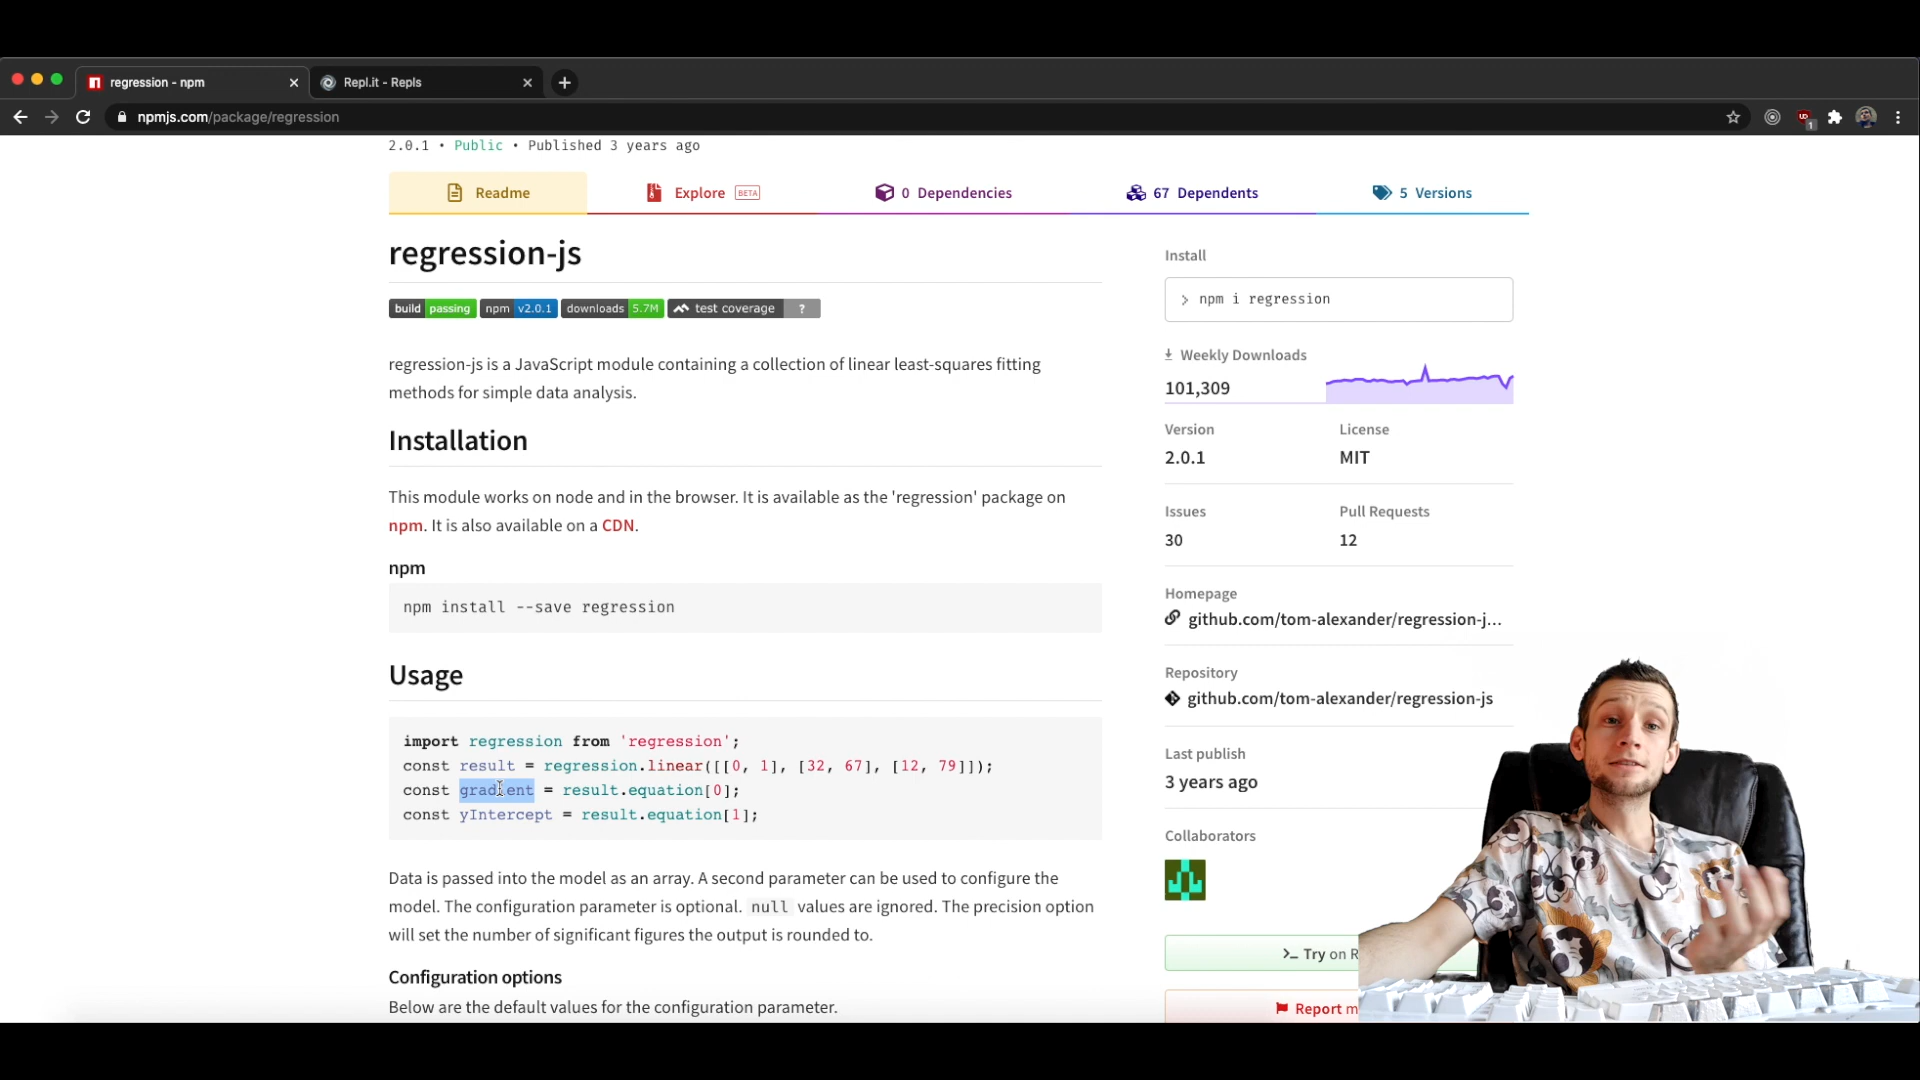 regression - npm
Repl.it - Repls
npmjs.com/package/regression
UD
1
2.0.1 • Public • Published 3 years ago
Readme
Explore BETA
0 Dependencies
67 Dependents
5 Versions
regression-js
build passing npm v2.0.1 downloads 5.7M test coverage ?
regression-js is a JavaScript module containing a collection of linear least-squares fitting
methods for simple data analysis.
Installation
This module works on node and in the browser. It is available as the 'regression' package on
npm. It is also available on a CDN.
npm
npm install --save regression
Usage
import regression from 'regression';
const result = regression.linear([[0, 1], [32, 67], [12, 79]]);
const gradient = result.equation[0];
const yIntercept = result.equation[1];
Data is passed into the model as an array. A second parameter can be used to configure the
model. The configuration parameter is optional. null values are ignored. The precision option
will set the number of significant figures the output is rounded to.
Configuration options
Below are the default values for the configuration parameter.
Install
> npm i regression
Weekly Downloads
101,309
Version
License
2.0.1
MIT
Issues
Pull Requests
30
12
Homepage
github.com/tom-alexander/regression-j...
Repository
github.com/tom-alexander/regression-js
Last publish
3 years ago
Collaborators
>_ Try on R
Report m